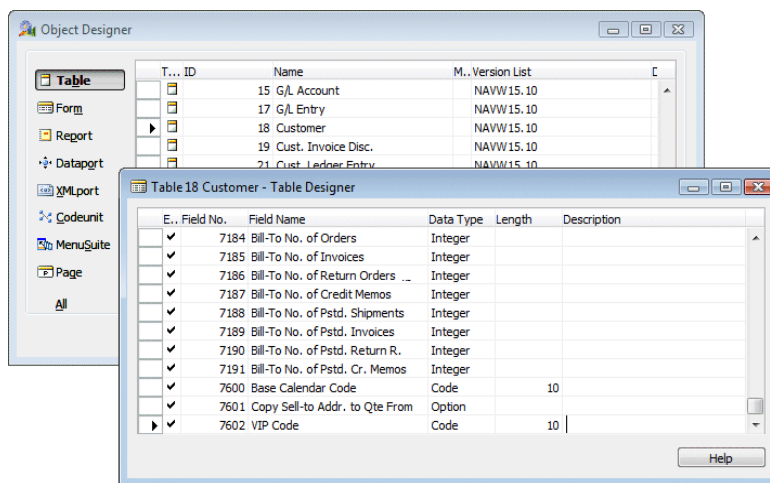 Object Designer
T... ID Name M.. Version List D
Table
15 G/L Account NAVW15.10
Form
17 G/L Entry NAVW15.10
18 Customer NAVW15.10
Report
19 Cust. Invoice Disc. NAVW15.10
Dataport
21 Cust. Ledger Entry NAVW15.10
XMLport
Codeunit
MenuSuite
Page
All
Table 18 Customer - Table Designer
E.. Field No. Field Name Data Type Length Description
7184 Bill-To No. of Orders Integer
7185 Bill-To No. of Invoices Integer
7186 Bill-To No. of Return Orders ... Integer
7187 Bill-To No. of Credit Memos Integer
7188 Bill-To No. of Pstd. Shipments Integer
7189 Bill-To No. of Pstd. Invoices Integer
7190 Bill-To No. of Pstd. Return R. Integer
7191 Bill-To No. of Pstd. Cr. Memos Integer
7600 Base Calendar Code Code 10
7601 Copy Sell-to Addr. to Qte From Option
7602 VIP Code Code 10
Help